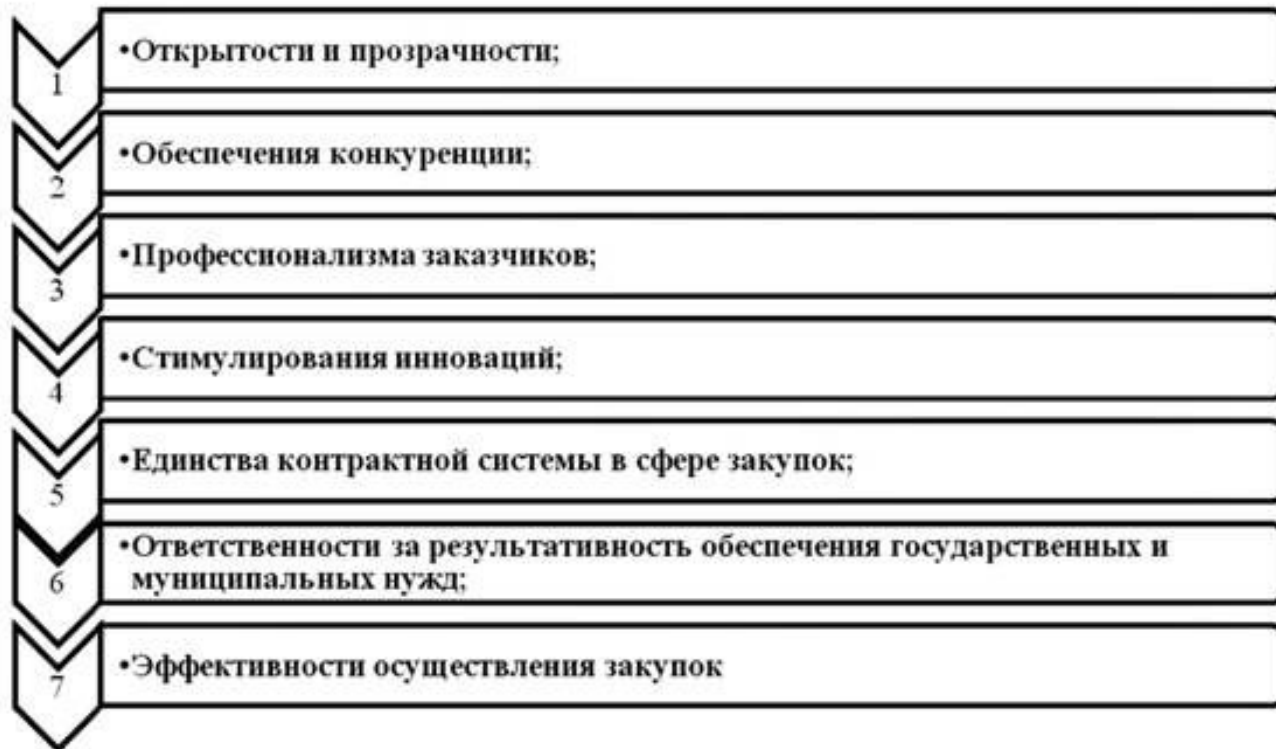 1
•Открытости и прозрачности;
2
•Обеспечения конкуренции;
3
•Профессионализма заказчиков;
4
•Стимулирования инноваций;
5
•Единства контрактной системы в сфере закупок;
6
•Ответственности за результативность обеспечения государственных и
муниципальных нужд;
7
•Эффективности осуществления закупок